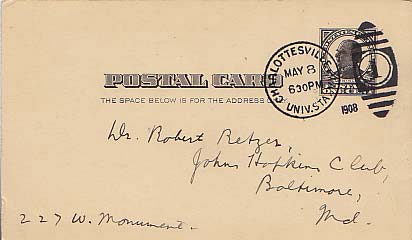 POSTAL CARD
THE SPACE BELOW IS FOR THE ADDRESS
CHARLOTTESVILLE
MAY 8
630PM
UNIV.STA.
1908
Dr. Robert Retzer,
Johns Hopkins Club,
Baltimore,
Md.
227 W. Monument.